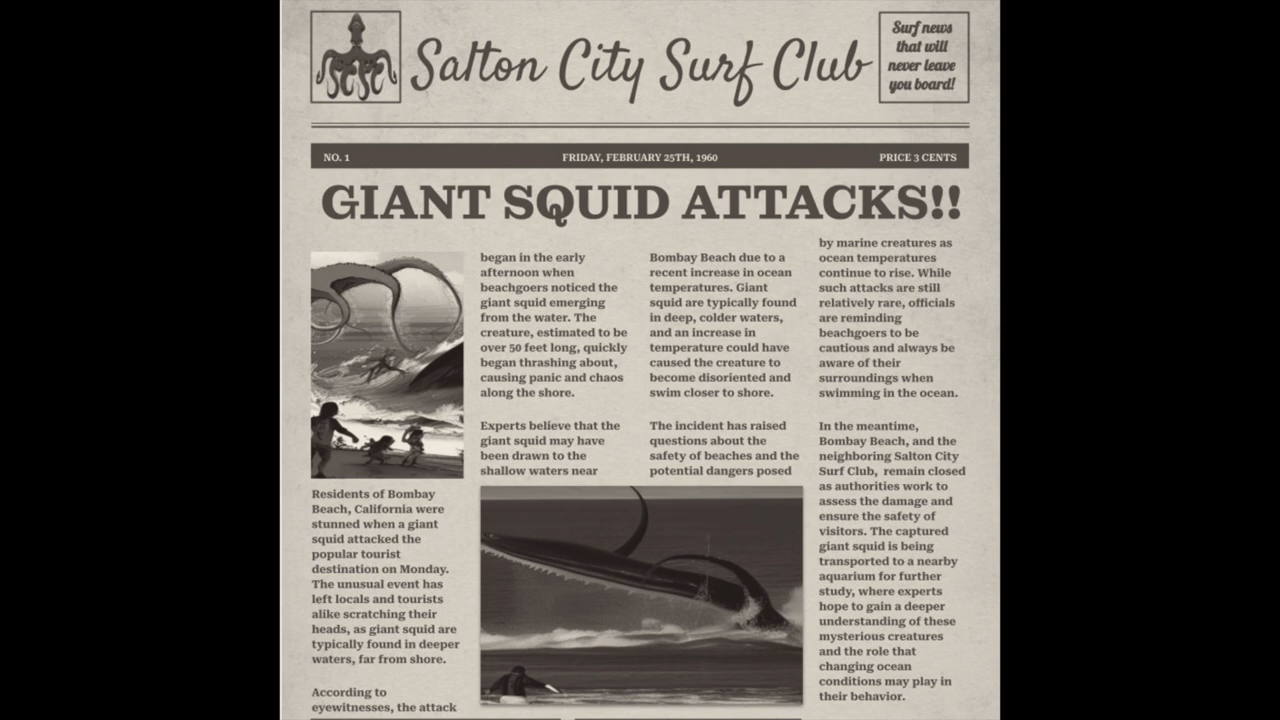 Salton City Surf Club
Surf news
that will
never leave
you board!
NO. 1
FRIDAY, FEBRUARY 25TH, 1960
PRICE 3 CENTS
GIANT SQUID ATTACKS!!
Residents of Bombay
Beach, California were
stunned when a giant
squid attacked the
popular tourist
destination on Monday.
The unusual event has
left locals and tourists
alike scratching their
heads, as giant squid are
typically found in deeper
waters, far from shore.
According to
eyewitnesses, the attack
began in the early
afternoon when
beachgoers noticed the
giant squid emerging
from the water. The
creature, estimated to be
over 50 feet long, quickly
began thrashing about,
causing panic and chaos
along the shore.
Experts believe that the
giant squid may have
been drawn to the
shallow waters near
Bombay Beach due to a
recent increase in ocean
temperatures. Giant
squid are typically found
in deep, colder waters,
and an increase in
temperature could have
caused the creature to
become disoriented and
swim closer to shore.
The incident has raised
questions about the
safety of beaches and the
potential dangers posed
by marine creatures as
ocean temperatures
continue to rise. While
such attacks are still
relatively rare, officials
are reminding
beachgoers to be
cautious and always be
aware of their
surroundings when
swimming in the ocean.
In the meantime,
Bombay Beach, and the
neighboring Salton City
Surf Club, remain closed
as authorities work to
assess the damage and
ensure the safety of
visitors. The captured
giant squid is being
transported to a nearby
aquarium for further
study, where experts
hope to gain a deeper
understanding of these
mysterious creatures
and the role that
changing ocean
conditions may play in
their behavior.